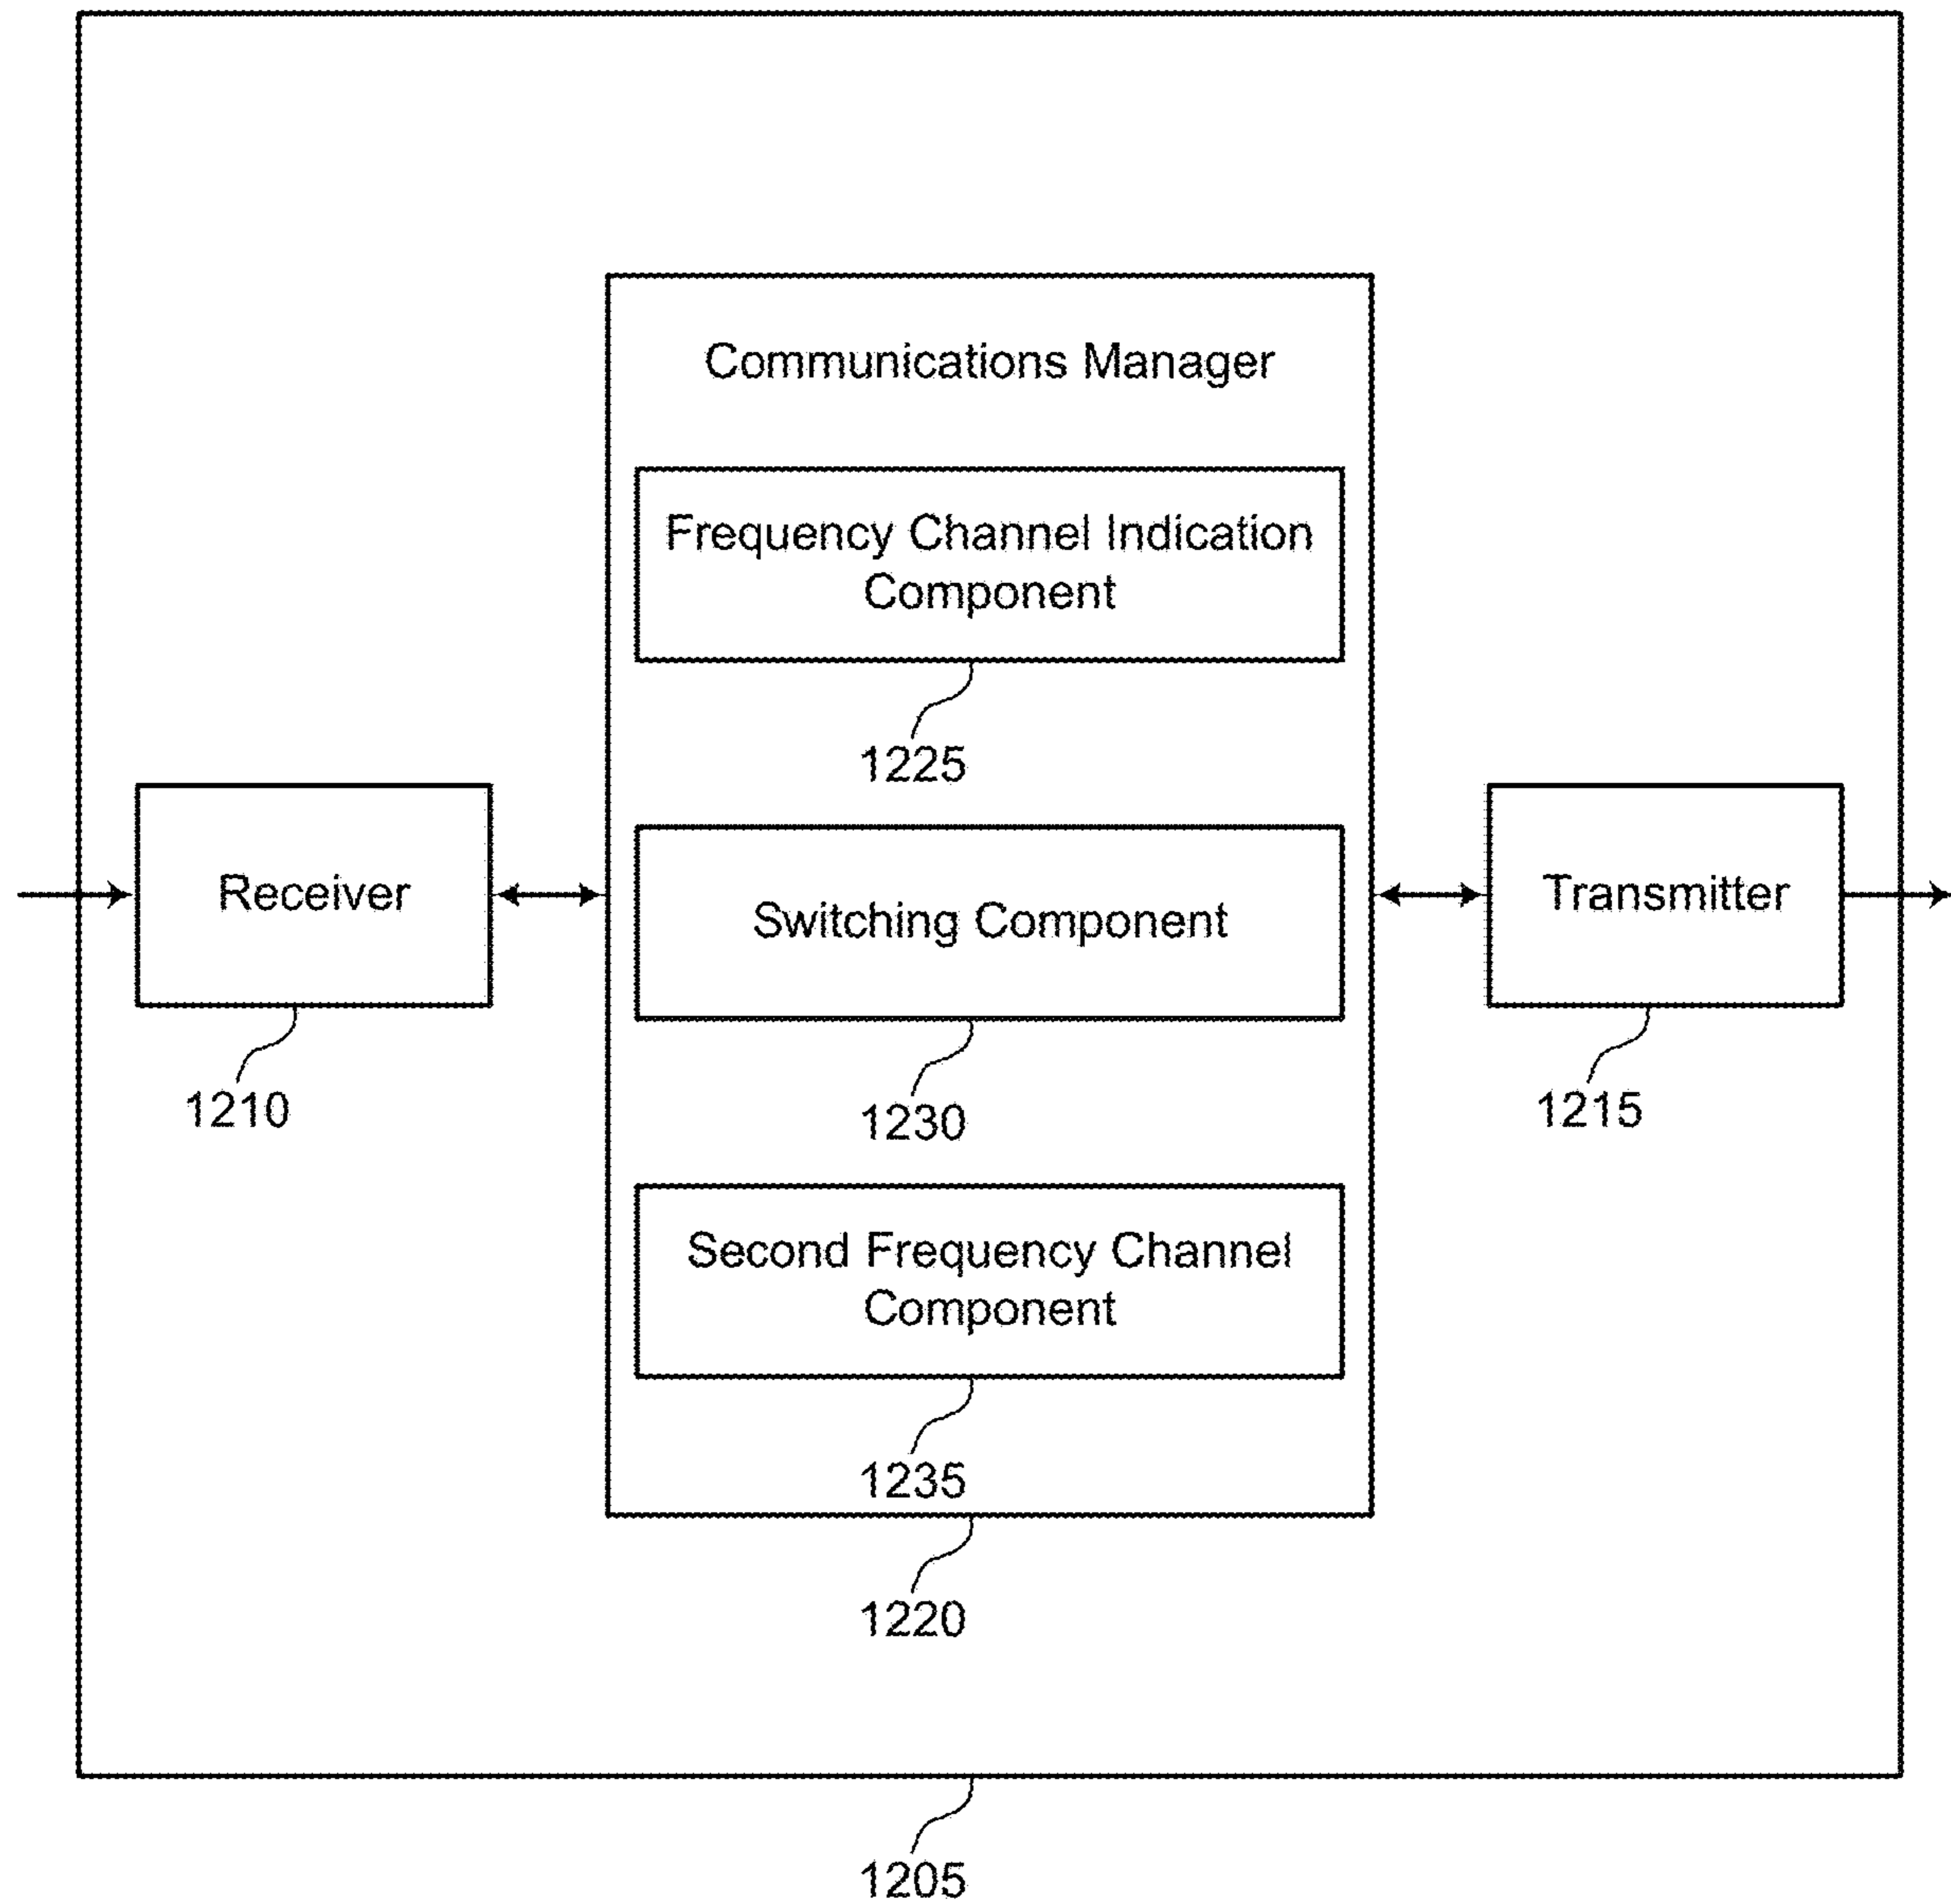 Communications Manager
Frequency Channel Indication
Component
1225
Receiver
1210
Switching Component
1230
Transmitter
1215
Second Frequency Channel
Component
1235
1220
1205